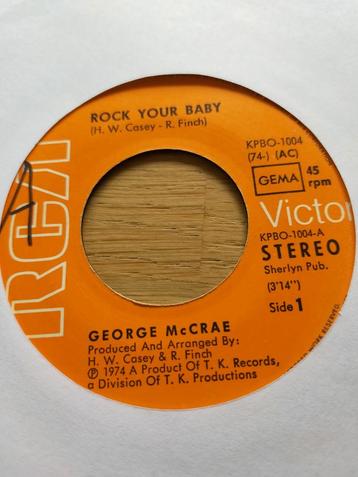 ROCK YOUR BABY
(H. W. Casey - R. Finch)
KPBO-1004
(74-) (AC)
GEMA
45
rpm
RCA
Victor
KPBO-1004-A
STEREO
Sherlyn Pub.
(3'14")
Side 1
GEORGE McCRAE
Produced And Arranged By:
H. W. Casey & R. Finch
℗ 1974 A Product Of T. K. Records,
a Division Of T. K. Productions